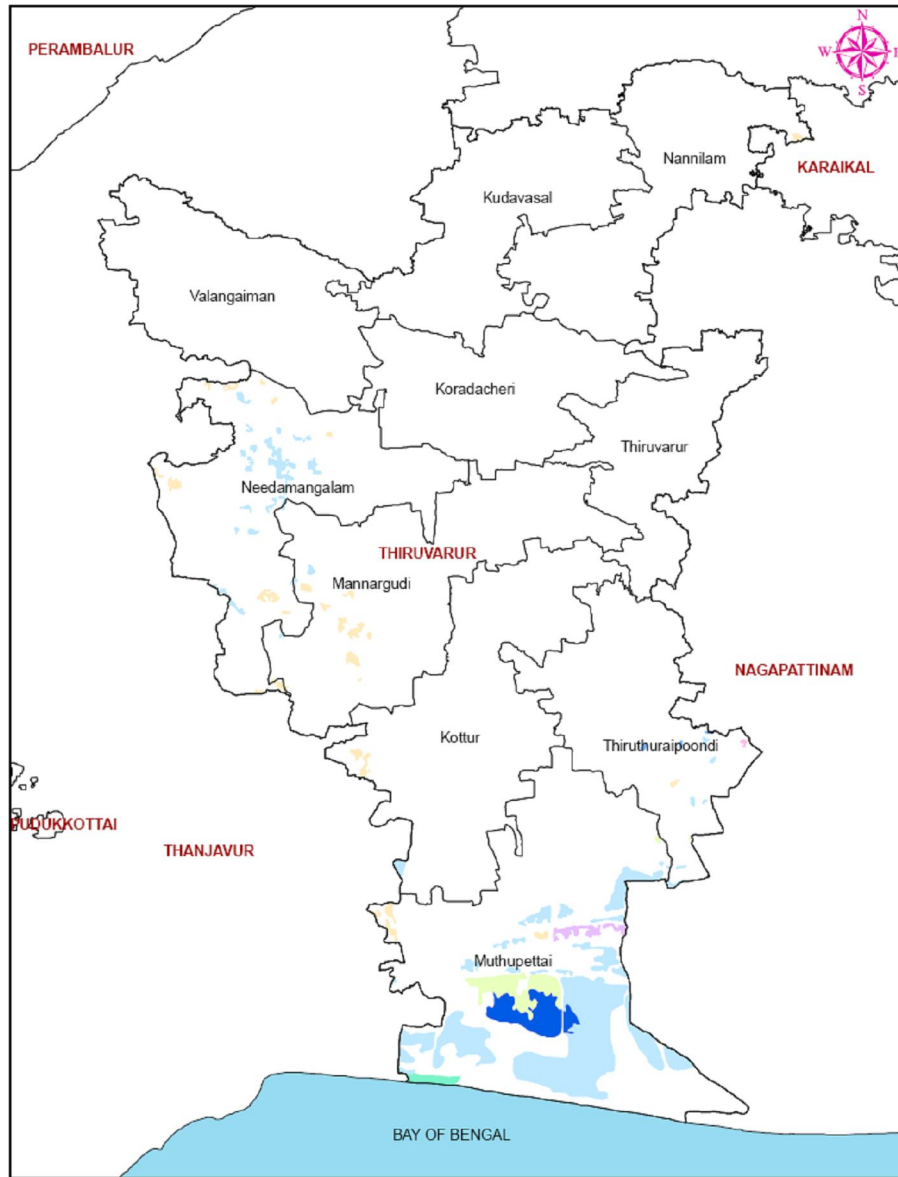 PERAMBALUR
N
W
E
S
Nannilam
KARAIKAL
Kudavasal
Valangaiman
Koradacheri
Thiruvarur
Needamangalam
THIRUVARUR
Mannargudi
NAGAPATTINAM
Kottur
Thiruthuraipoondi
PUDUKKOTTAI
THANJAVUR
Muthupettai
BAY OF BENGAL